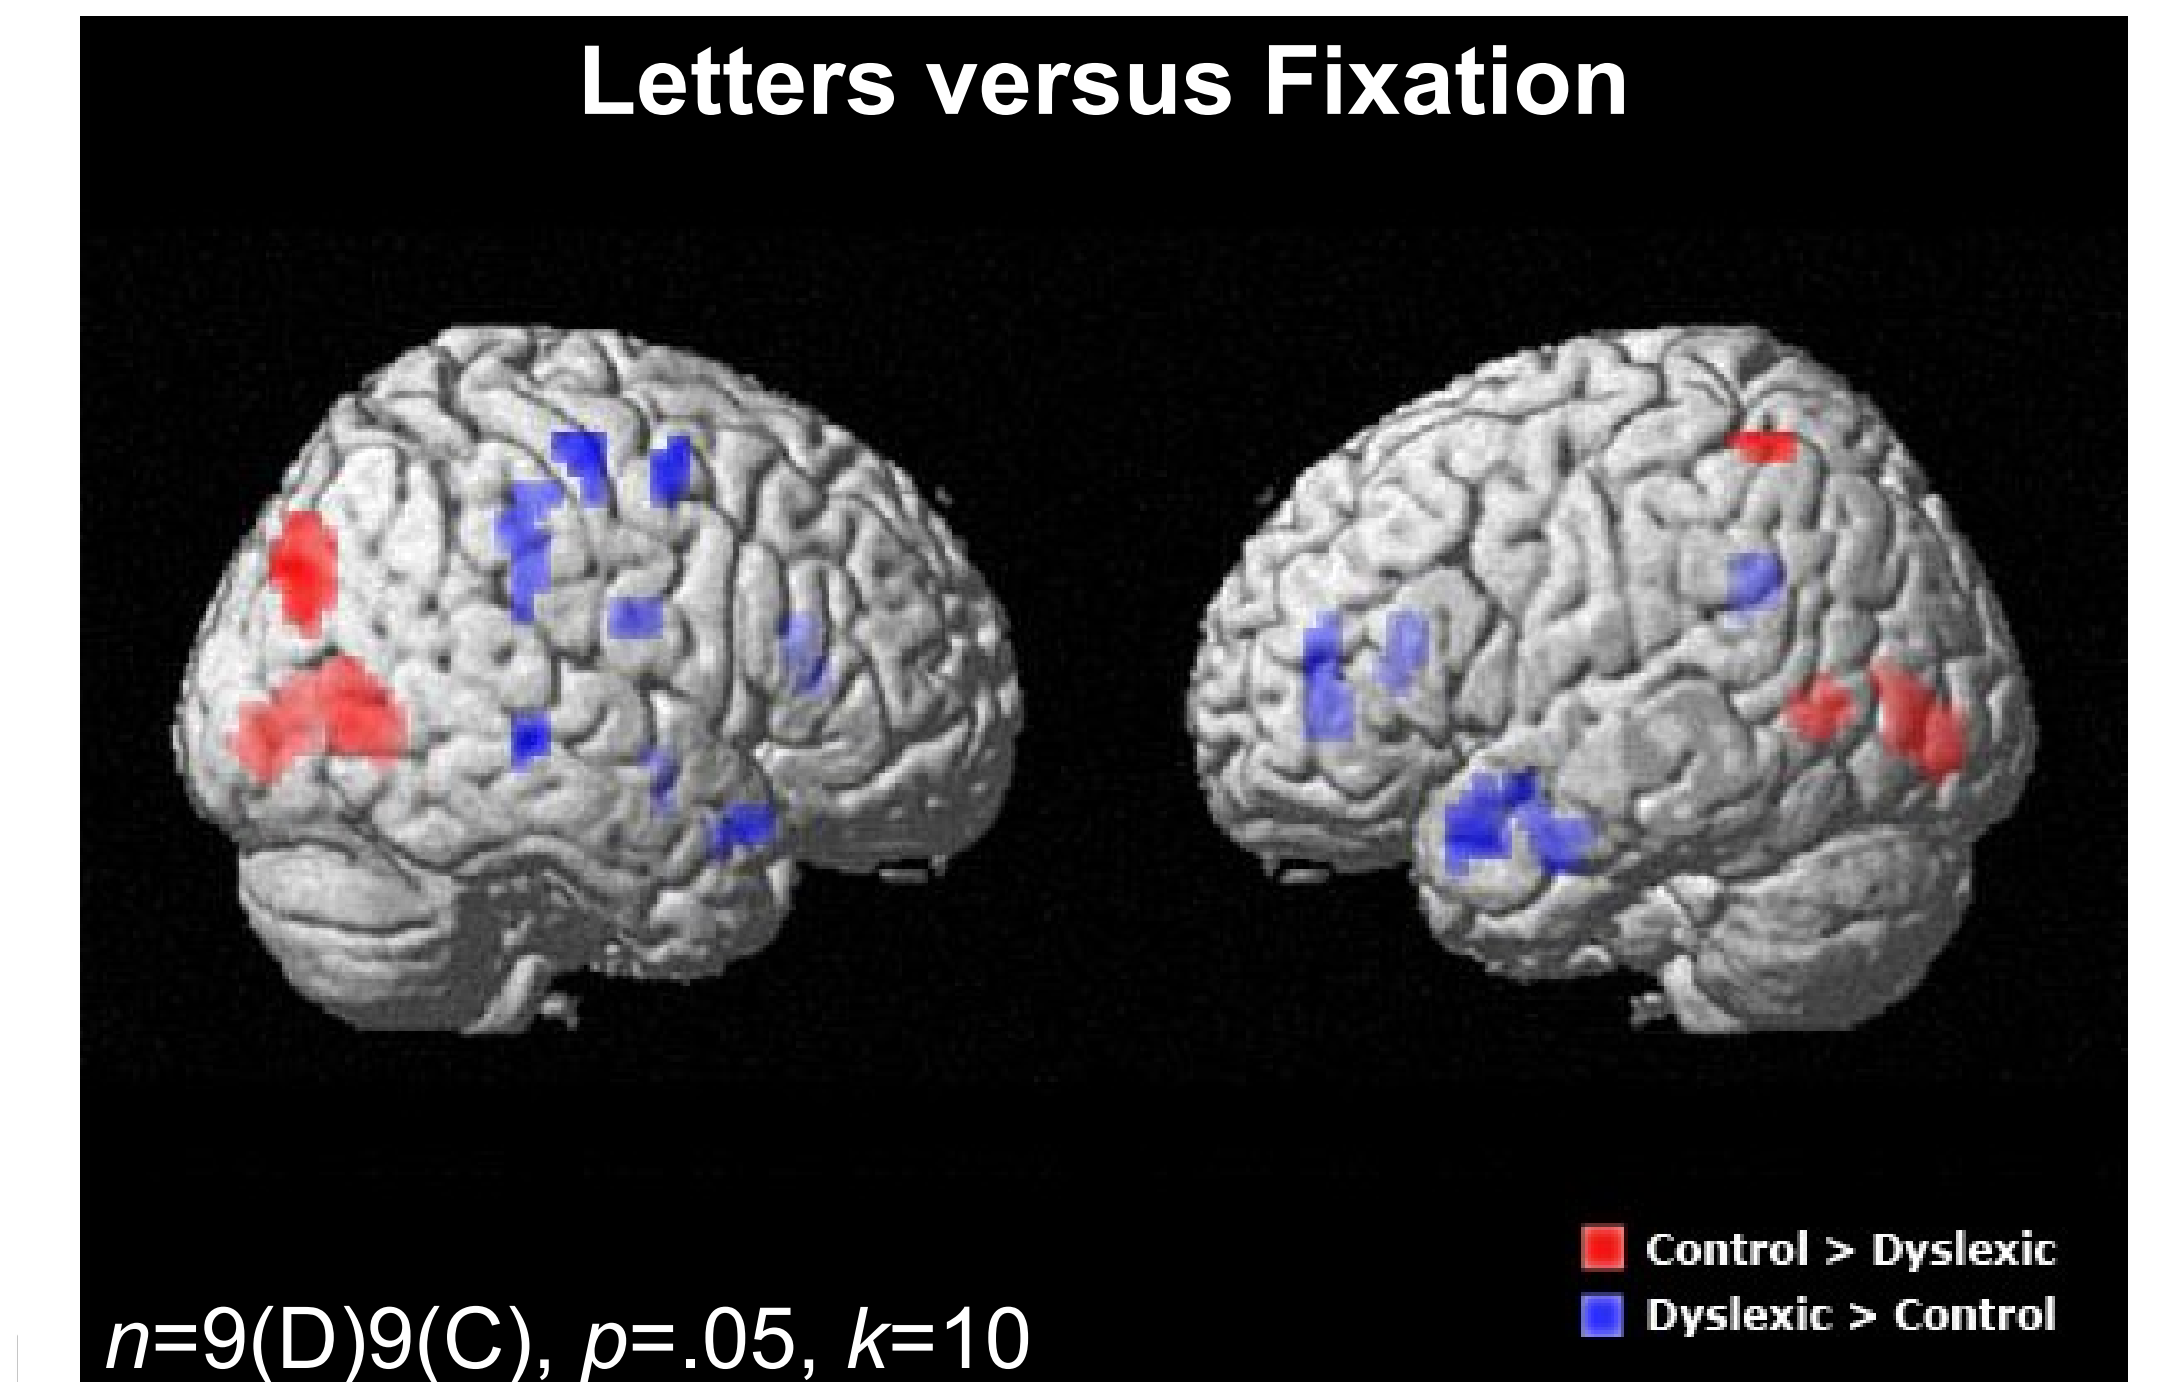 Letters versus Fixation
Control > Dyslexic
Dyslexic > Control
n=9(D)9(C), p=.05, k=10